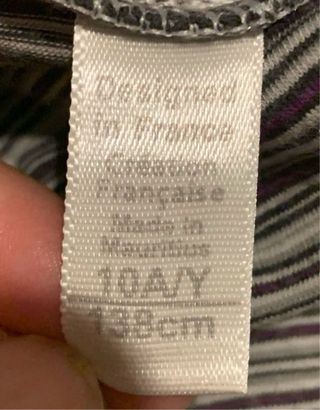 Designed
in France
Création
Française
Made in
Mauritius
10A/Y
138cm